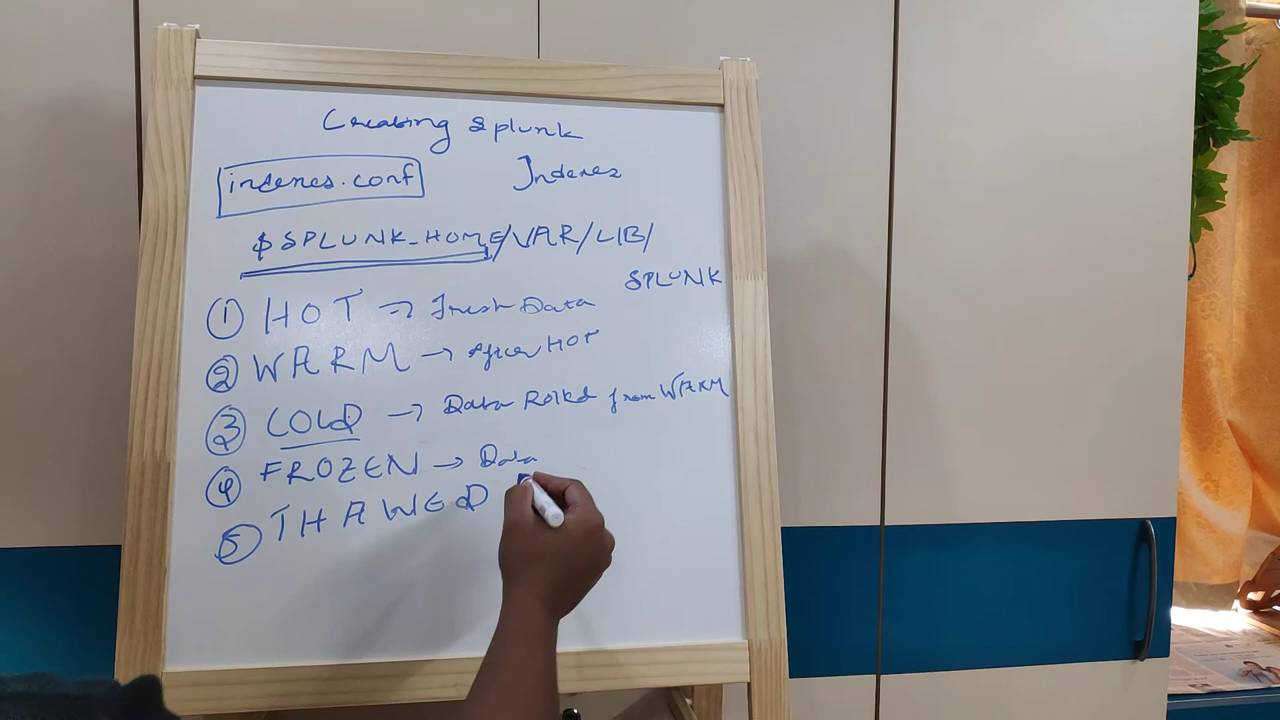 Creating Splunk
Indexes
indexes.conf
$SPLUNK_HOME/VAR/LIB/
SPLUNK
① HOT → Fresh Data
② WARM → After HOT
③ COLD → Data Rolled from WARM
④ FROZEN → Data
⑤ THAWED